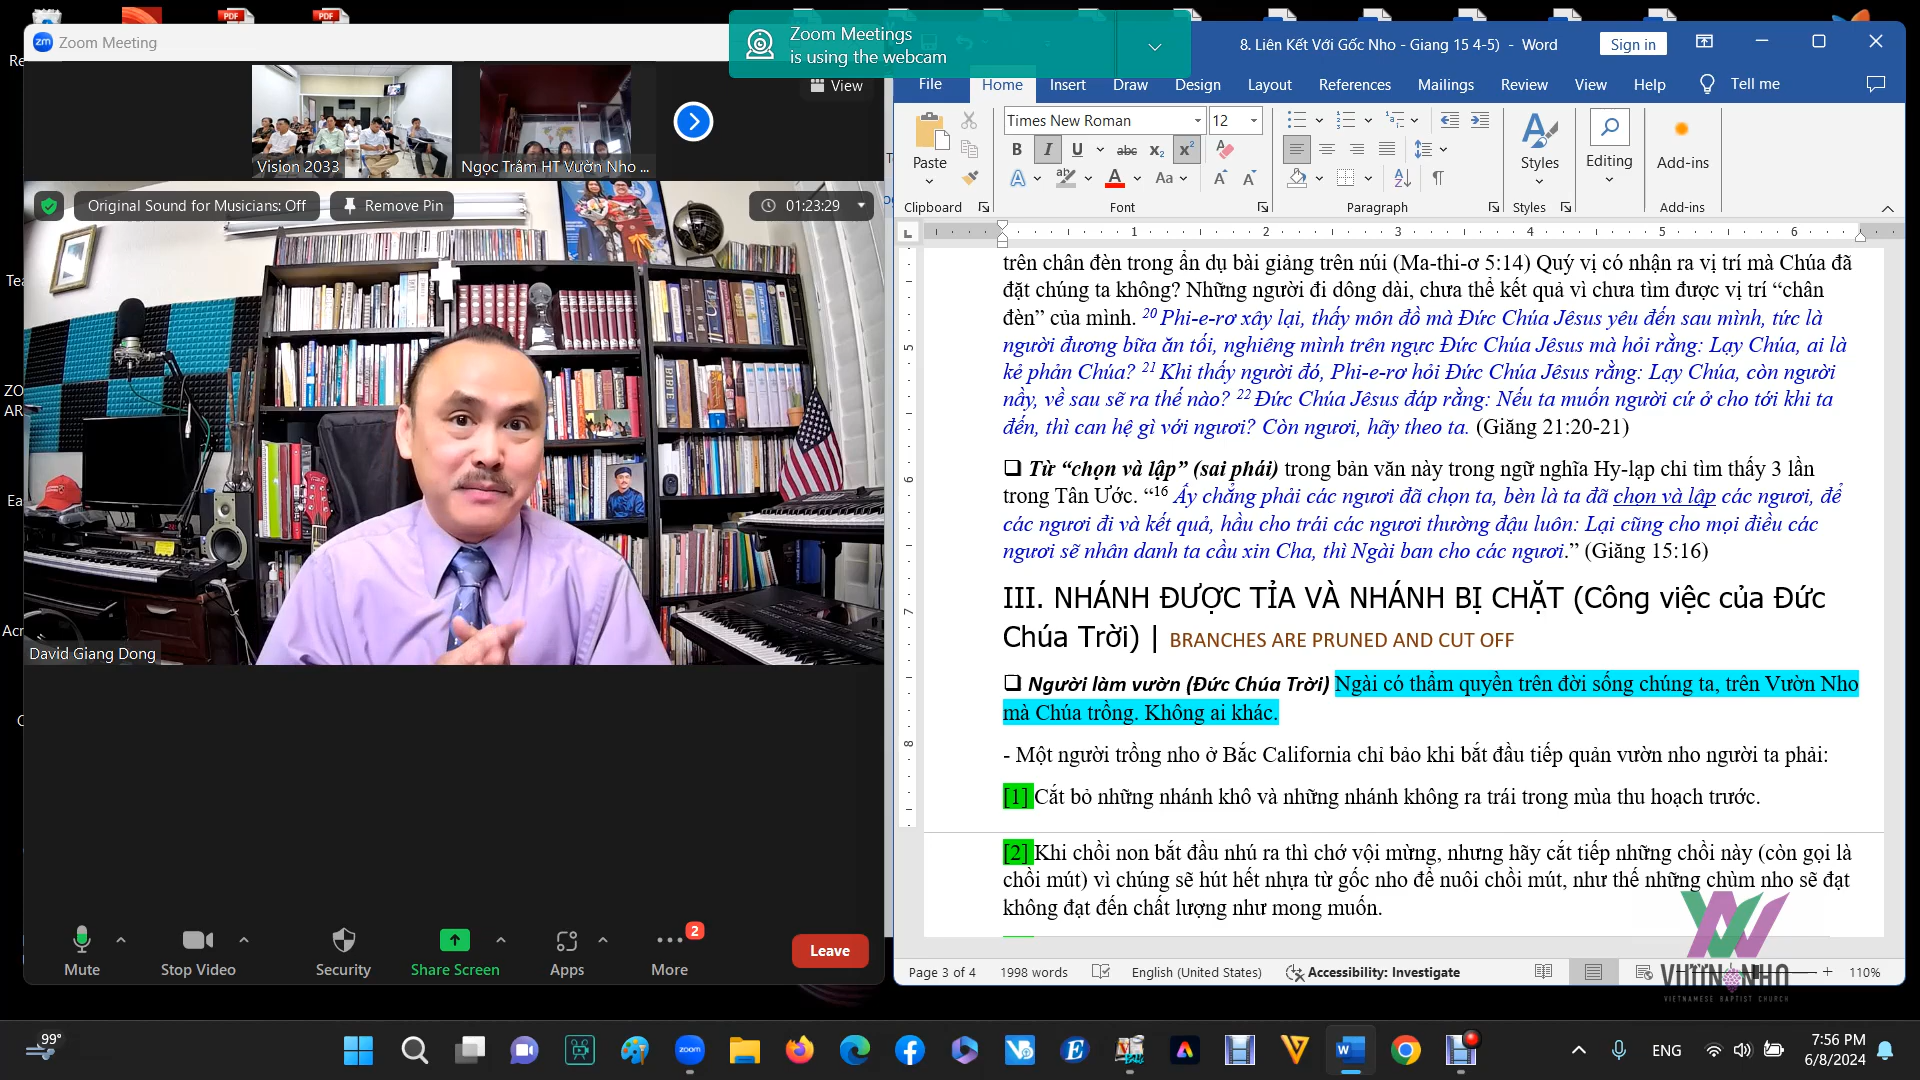 Zoom Meeting
Zoom Meetings
is using the webcam
8. Liên Kết Với Gốc Nho - Giang 15 4-5) - Word
Sign in
View
File
Home
Insert
Draw
Design
Layout
References
Mailings
Review
View
Help
Tell me
Vision 2033
Ngọc Trâm HT Vườn Nho ...
Times New Roman
12
Paste
Styles
Editing
Add-ins
Clipboard
Font
Paragraph
Styles
Add-ins
Original Sound for Musicians: Off
Remove Pin
01:23:29
1 2 3 4 5 6
trên chân đèn trong ẩn dụ bài giảng trên núi (Ma-thi-ơ 5:14) Quý vị có nhận ra vị trí mà Chúa đã
đặt chúng ta không? Những người đi dông dài, chưa thể kết quả vì chưa tìm được vị trí “chân
đèn” của mình. 20 Phi-e-rơ xây lại, thấy môn đồ mà Đức Chúa Jêsus yêu đến sau mình, tức là
người đương bữa ăn tối, nghiêng mình trên ngực Đức Chúa Jêsus mà hỏi rằng: Lạy Chúa, ai là
kẻ phản Chúa? 21 Khi thấy người đó, Phi-e-rơ hỏi Đức Chúa Jêsus rằng: Lạy Chúa, còn người
nầy, về sau sẽ ra thế nào? 22 Đức Chúa Jêsus đáp rằng: Nếu ta muốn người cứ ở cho tới khi ta
đến, thì can hệ gì với ngươi? Còn ngươi, hãy theo ta. (Giăng 21:20-21)
❑ Từ “chọn và lập” (sai phái) trong bản văn này trong ngữ nghĩa Hy-lạp chỉ tìm thấy 3 lần
trong Tân Ước. “16 Ấy chẳng phải các ngươi đã chọn ta, bèn là ta đã chọn và lập các ngươi, để
các ngươi đi và kết quả, hầu cho trái các ngươi thường đậu luôn: Lại cũng cho mọi điều các
ngươi sẽ nhân danh ta cầu xin Cha, thì Ngài ban cho các ngươi.” (Giăng 15:16)
III. NHÁNH ĐƯỢC TỈA VÀ NHÁNH BỊ CHẶT (Công việc của Đức
Chúa Trời) | BRANCHES ARE PRUNED AND CUT OFF
❑ Người làm vườn (Đức Chúa Trời) Ngài có thẩm quyền trên đời sống chúng ta, trên Vườn Nho
mà Chúa trồng. Không ai khác.
- Một người trồng nho ở Bắc California chỉ bảo khi bắt đầu tiếp quản vườn nho người ta phải:
[1] Cắt bỏ những nhánh khô và những nhánh không ra trái trong mùa thu hoạch trước.
[2] Khi chồi non bắt đầu nhú ra thì chớ vội mừng, nhưng hãy cắt tiếp những chồi này (còn gọi là
chồi mút) vì chúng sẽ hút hết nhựa từ gốc nho để nuôi chồi mút, như thế những chùm nho sẽ đạt
không đạt đến chất lượng như mong muốn.
5
6
7
8
David Giang Dong
Mute
Stop Video
Security
Share Screen
Apps
More
2
Leave
Page 3 of 4
1998 words
English (United States)
Accessibility: Investigate
110%
VƯỜN NHO
VIETNAMESE BAPTIST CHURCH
99°
ENG
7:56 PM
6/8/2024